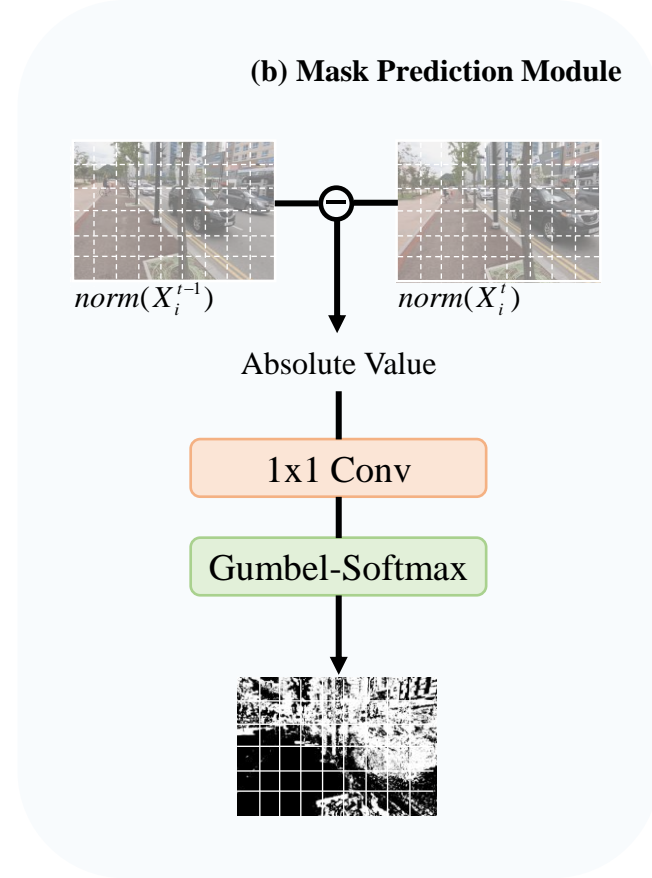 (b) Mask Prediction Module
−
norm(X_i^{t−1})
norm(X_i^t)
Absolute Value
1x1 Conv
Gumbel-Softmax